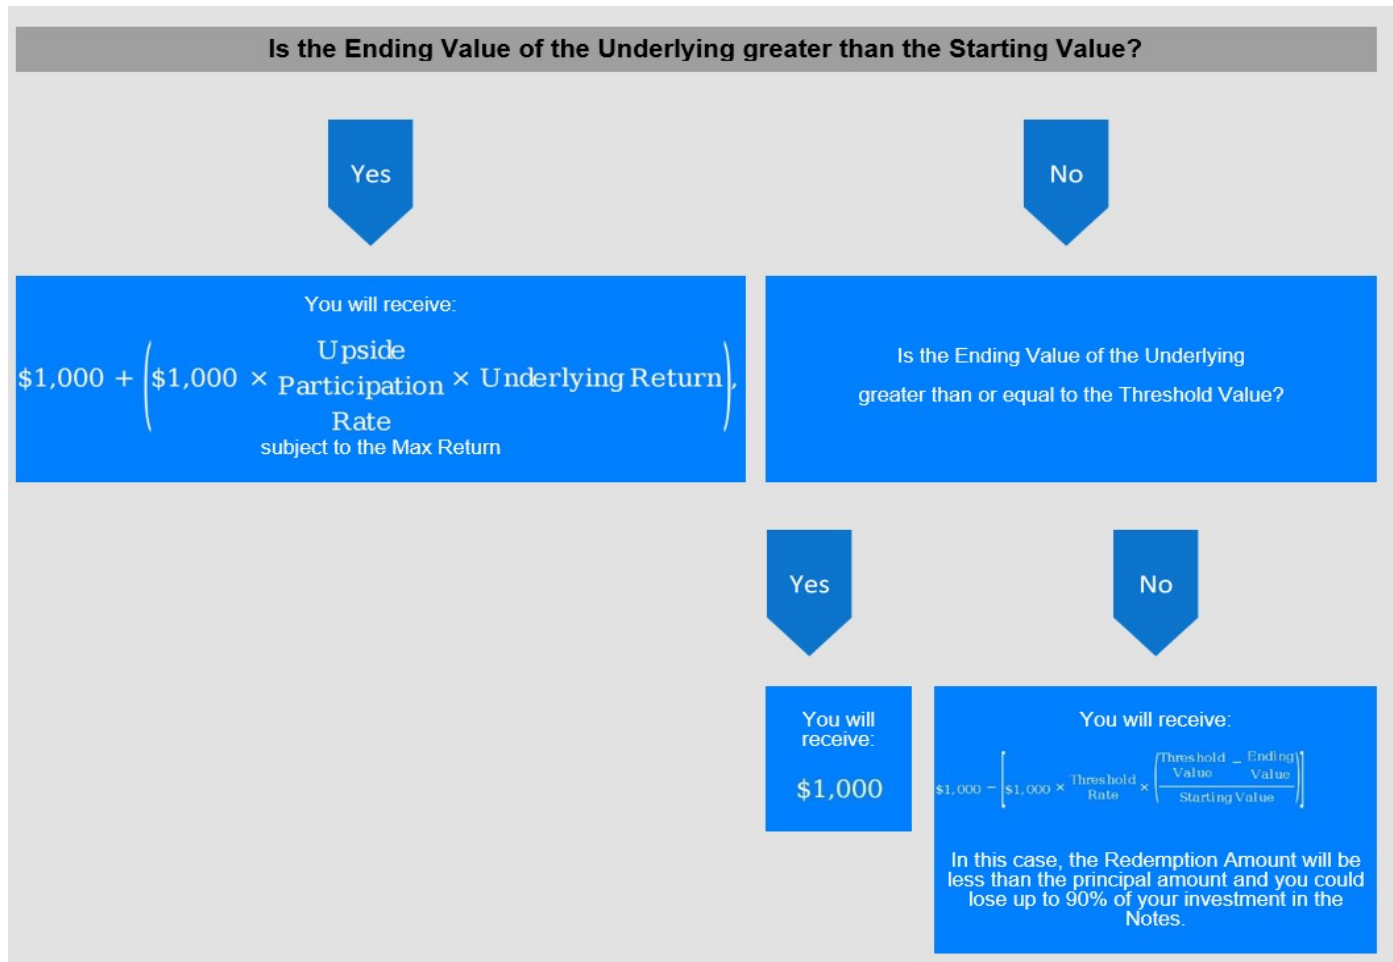 Is the Ending Value of the Underlying greater than the Starting Value?
Yes
No
You will receive:
$1,000 + ($1,000 × Upside Participation Rate × Underlying Return),
subject to the Max Return
Is the Ending Value of the Underlying
greater than or equal to the Threshold Value?
Yes
No
You will
receive:
$1,000
You will receive:
$1,000 − [$1,000 × Threshold Rate × ((Threshold Value − Ending Value) / Starting Value)]
In this case, the Redemption Amount will be
less than the principal amount and you could
lose up to 90% of your investment in the
Notes.